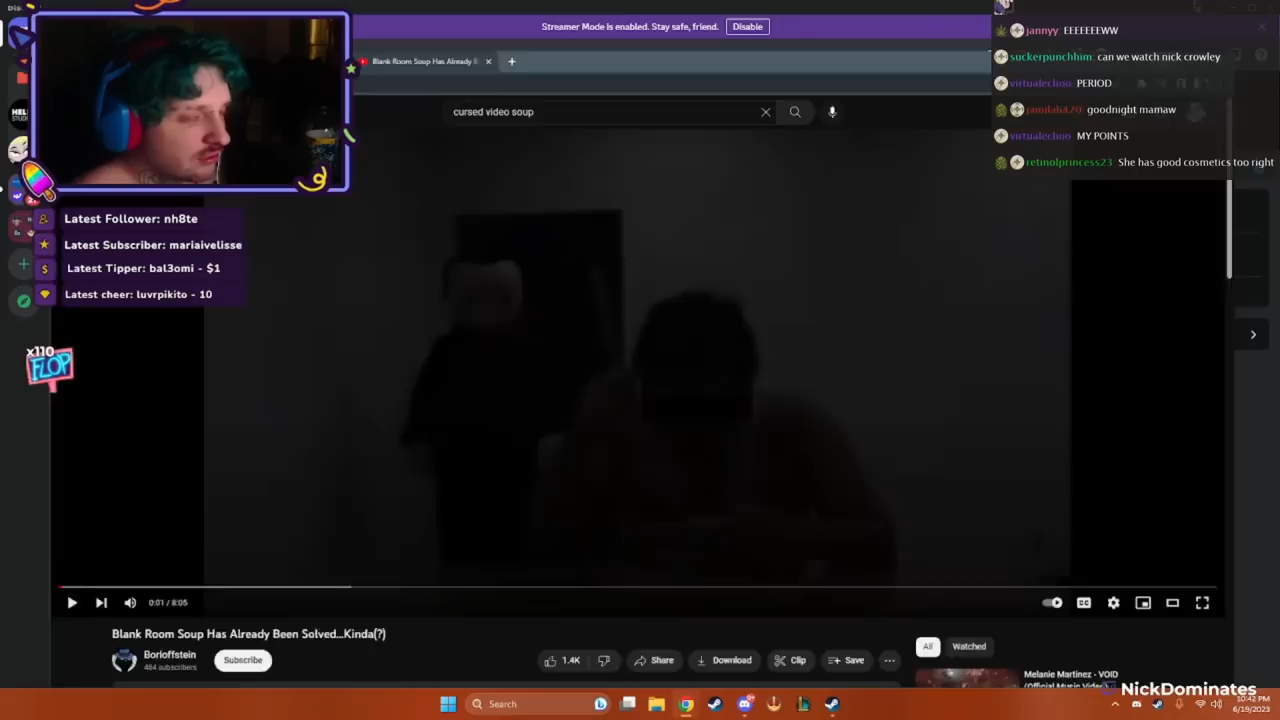 Streamer Mode is enabled. Stay safe, friend. Disable
Blank Room Soup Has Already B
cursed video soup
jannyy: EEEEEEEWW
suckerpunchhim: can we watch nick crowley
virtualechoo: PERIOD
goodnight mamaw
virtualechoo: MY POINTS
retinolprincess23: She has good cosmetics too right
Latest Follower: nh8te
Latest Subscriber: mariaivelisse
Latest Tipper: bal3omi - $1
Latest cheer: luvrpikito - 10
x110
FLOP
0:01 / 8:05
Blank Room Soup Has Already Been Solved...Kinda(?)
Borloffstein
484 subscribers
Subscribe
1.4K
Share
Download
Clip
Save
All
Watched
Melanie Martinez - VOID
(Official Music Video)
NickDominates
Search
10:42 PM
6/19/2023